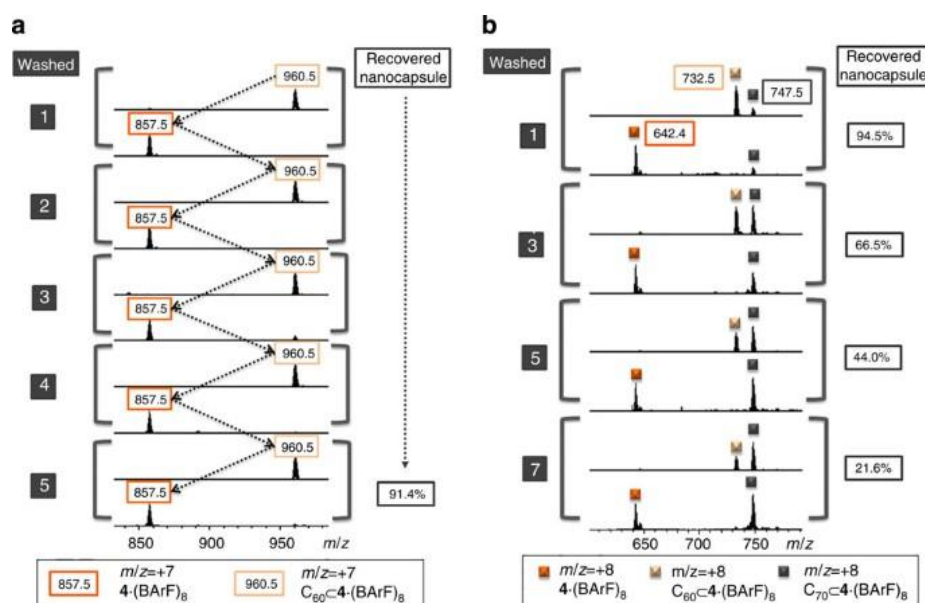 a
Washed
Recovered
nanocapsule
1
960.5
857.5
2
960.5
857.5
3
960.5
857.5
4
960.5
857.5
5
960.5
857.5
91.4%
850 900 950 m/z
857.5 m/z=+7 4·(BArF)₈
960.5 m/z=+7 C₆₀⊂4·(BArF)₈
b
Washed
Recovered
nanocapsule
1
732.5
747.5
642.4
94.5%
3
66.5%
5
44.0%
7
21.6%
650 700 750 m/z
m/z=+8 m/z=+8 m/z=+8
4·(BArF)₈ C₆₀⊂4·(BArF)₈ C₇₀⊂4·(BArF)₈